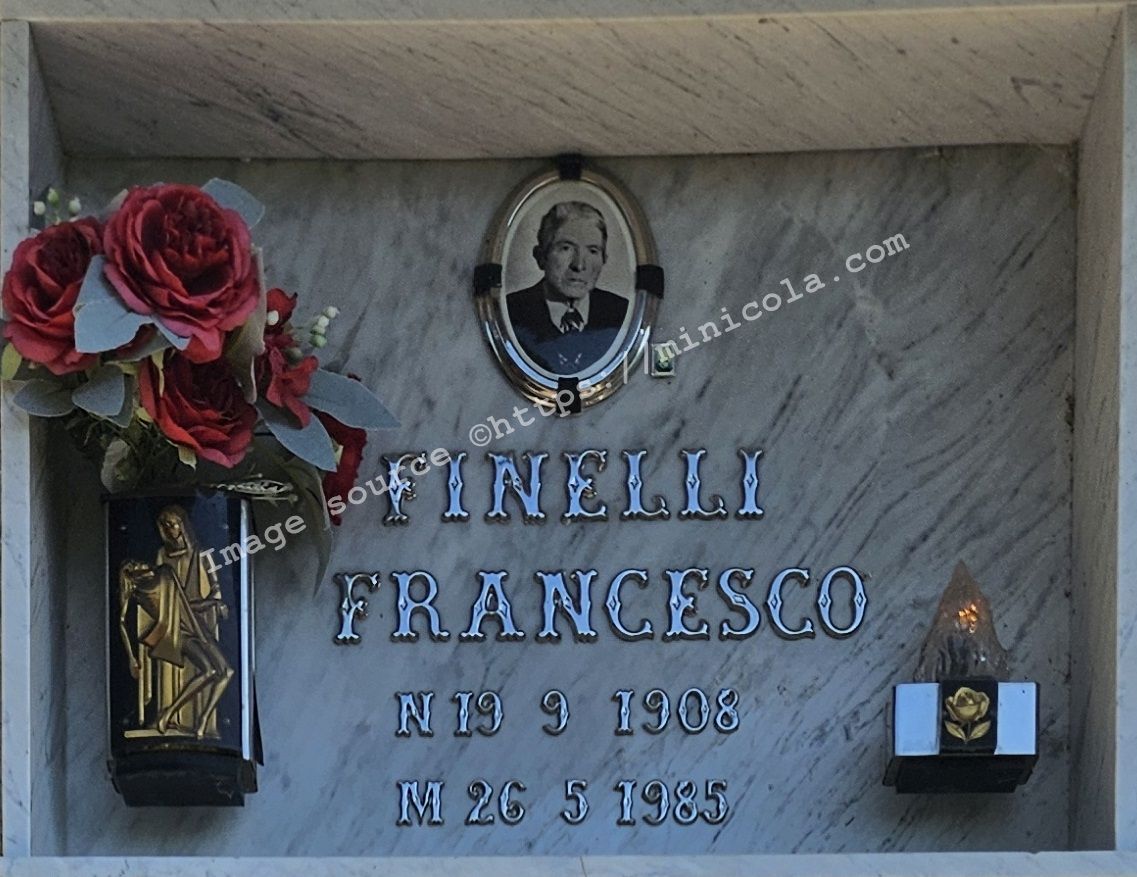 FINELLI
FRANCESCO
N 19 9 1908
M 26 5 1985
Image source ©https://minicola.com